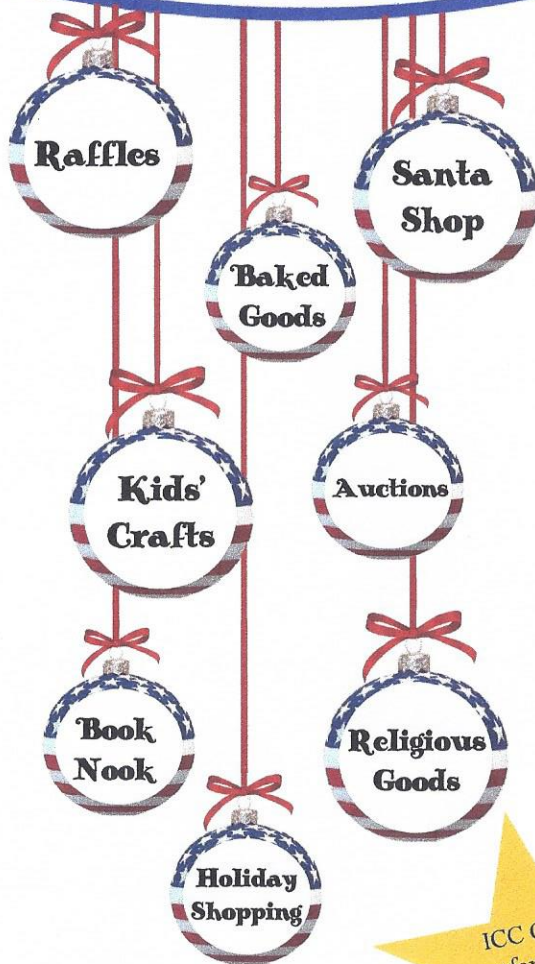 Raffles
Santa
Shop
Baked
Goods
Kids'
Crafts
Auctions
Book
Nook
Religious
Goods
Holiday
Shopping
ICC